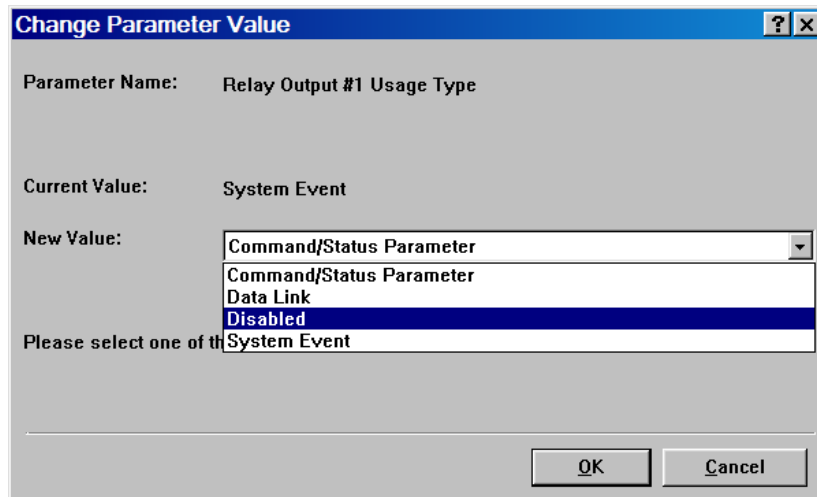 Change Parameter Value
Parameter Name: Relay Output #1 Usage Type
Current Value: System Event
New Value: Command/Status Parameter
Command/Status Parameter
Data Link
Disabled
System Event
Please select one of th
OK Cancel